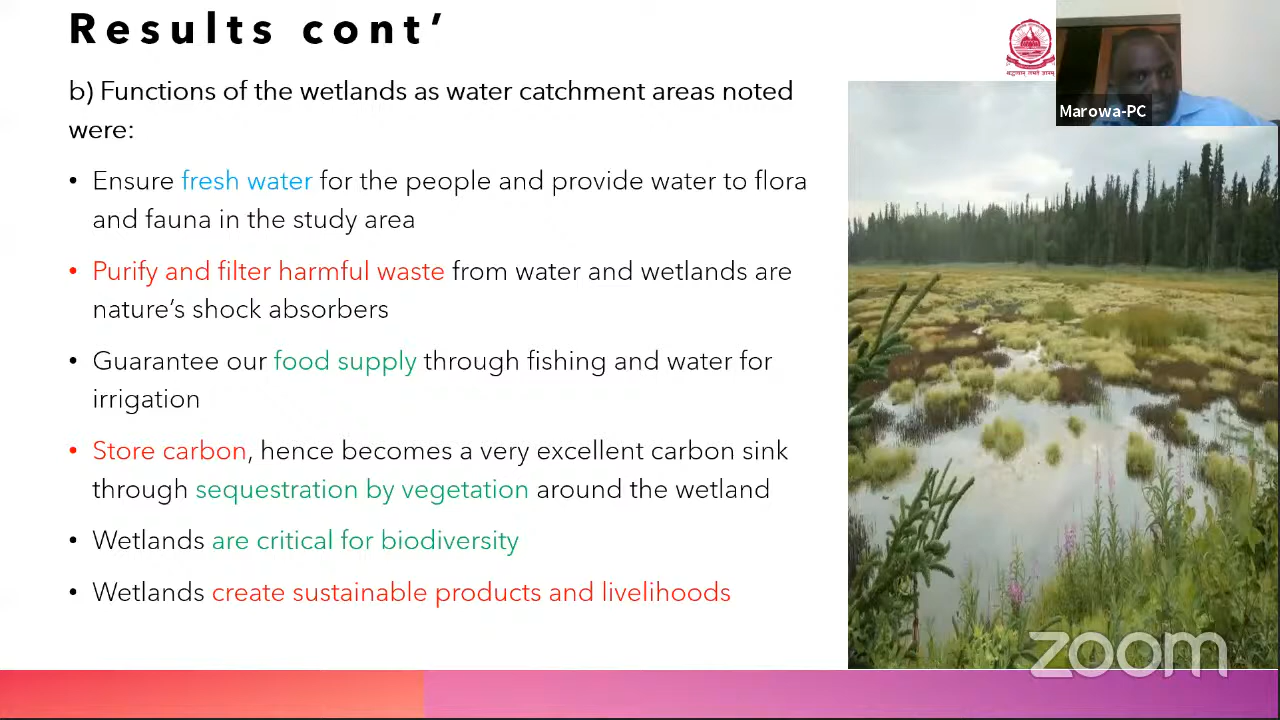 Results cont’
b) Functions of the wetlands as water catchment areas noted
were:
• Ensure fresh water for the people and provide water to flora
and fauna in the study area
• Purify and filter harmful waste from water and wetlands are
nature’s shock absorbers
• Guarantee our food supply through fishing and water for
irrigation
• Store carbon, hence becomes a very excellent carbon sink
through sequestration by vegetation around the wetland
• Wetlands are critical for biodiversity
• Wetlands create sustainable products and livelihoods
Marowa-PC
zoom